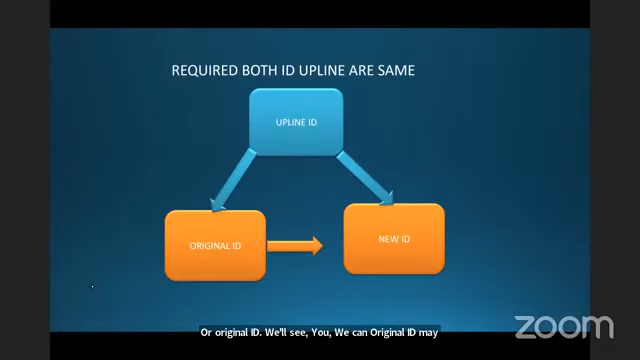 REQUIRED BOTH ID UPLINE ARE SAME
UPLINE ID
ORIGINAL ID
NEW ID
Or original ID. We'll see, You, We can Original ID may
zoom